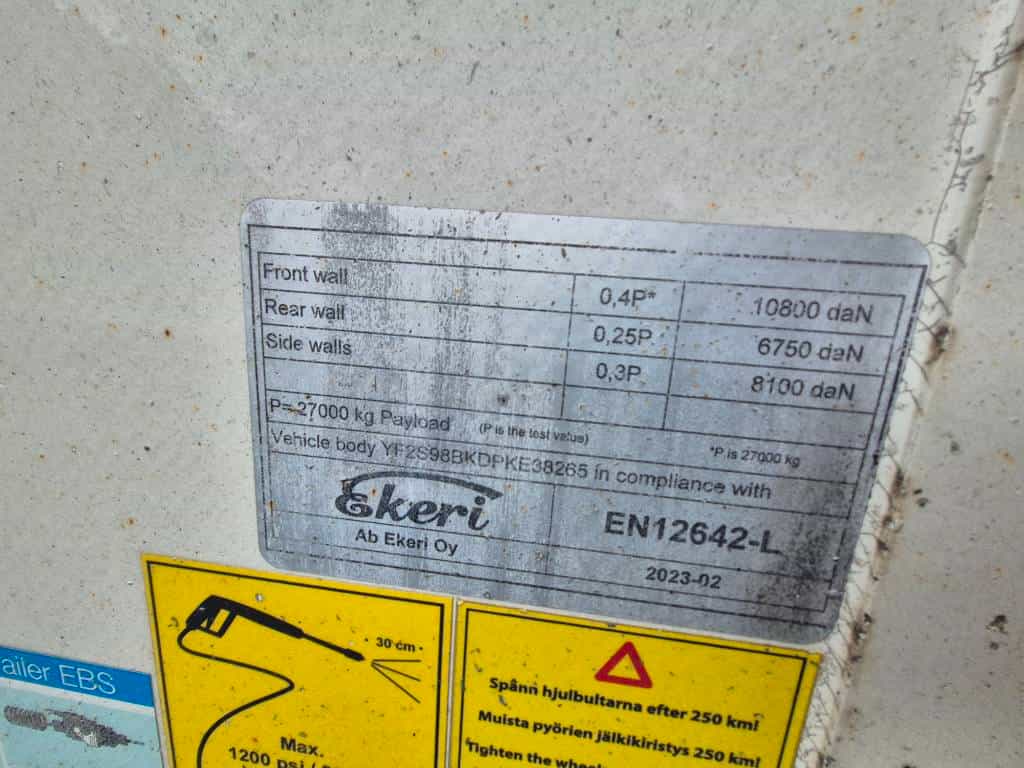 Front wall 0,4P* 10800 daN
Rear wall 0,25P 6750 daN
Side walls 0,3P 8100 daN
P= 27000 kg Payload (P is the test value) *P is 27000 kg
Vehicle body YF2S98BKDPKE38265 in compliance with
Ekeri
Ab Ekeri Oy
EN12642-L
2023-02
30 cm
Max.
1200 psi /
ailer EBS
Spänn hjulbultarna efter 250 km!
Muista pyörien jälkikiristys 250 km!
Tighten the